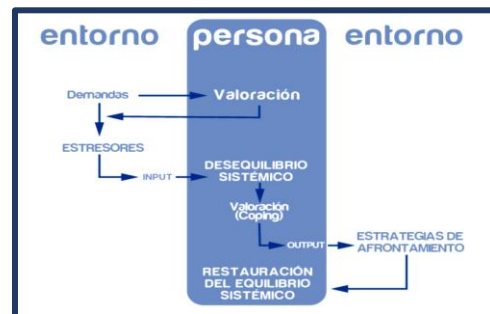 entorno persona entorno
Demandas Valoración
ESTRESORES
INPUT DESEQUILIBRIO
SISTÉMICO
Valoración
(Coping)
OUTPUT ESTRATEGIAS DE
AFRONTAMIENTO
RESTAURACIÓN
DEL EQUILIBRIO
SISTÉMICO